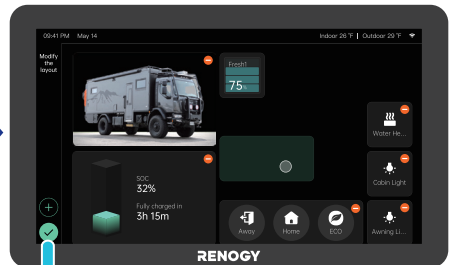 09:41 PM May 14
Indoor 26 °F | Outdoor 29 °F
Modify
the
layout
Fresh1
75%
Water He...
SOC
32%
Fully charged in
3h 15m
Cabin Light
Away
Home
ECO
Awning Li...
RENOGY